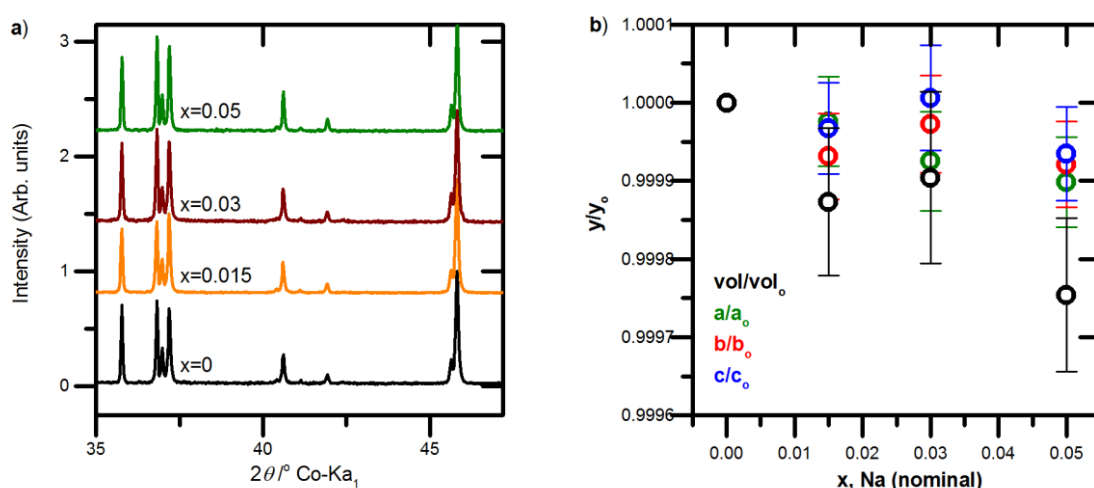 a)
Intensity (Arb. units)
3
2
1
0
x=0.05
x=0.03
x=0.015
x=0
35
40
45
2θ /° Co-Ka1
b)
y/yo
1.0001
1.0000
0.9999
0.9998
0.9997
0.9996
vol/volo
a/ao
b/bo
c/co
0.00
0.01
0.02
0.03
0.04
0.05
x, Na (nominal)